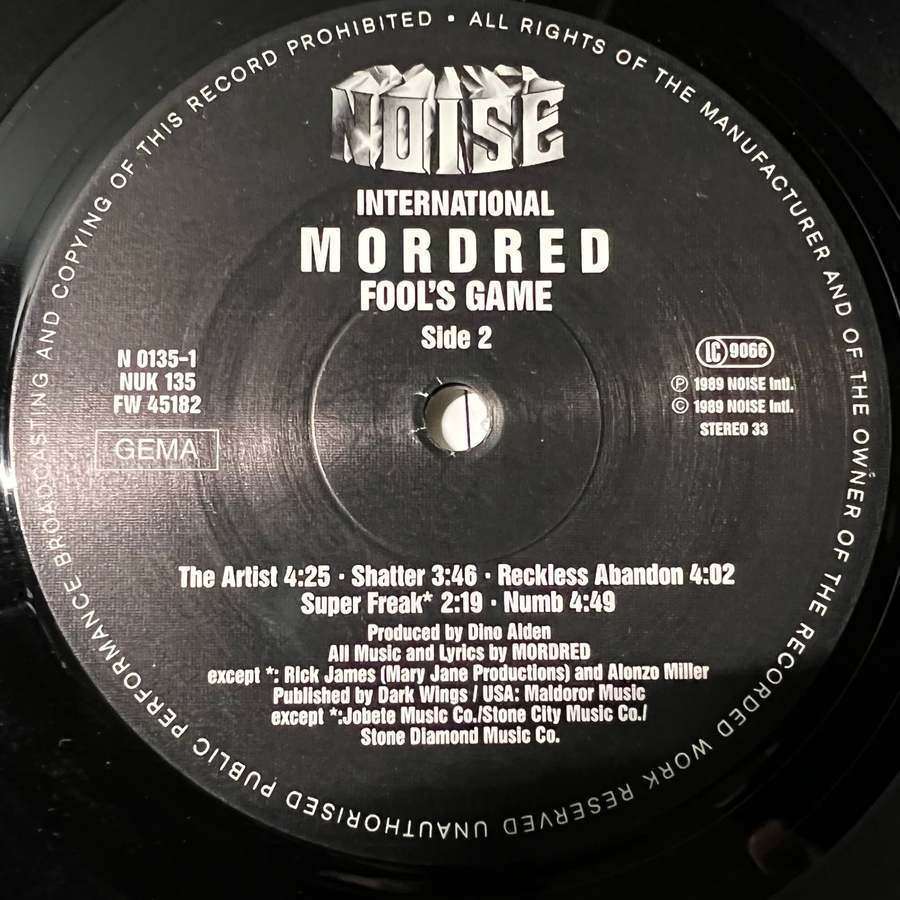 UNAUTHORISED PUBLIC PERFORMANCE BROADCASTING AND COPYING OF THIS RECORD PROHIBITED • ALL RIGHTS OF THE MANUFACTURER AND OF THE OWNER OF THE RECORDED WORK RESERVED
NOISE
INTERNATIONAL
MORDRED
FOOL'S GAME
Side 2
N 0135-1
NUK 135
FW 45182
GEMA
LC 9066
Ⓟ 1989 NOISE Intl.
© 1989 NOISE Intl.
STEREO 33
The Artist 4:25 · Shatter 3:46 · Reckless Abandon 4:02
Super Freak* 2:19 · Numb 4:49
Produced by Dino Alden
All Music and Lyrics by MORDRED
except *: Rick James (Mary Jane Productions) and Alonzo Miller
Published by Dark Wings / USA: Maldoror Music
except *:Jobete Music Co./Stone City Music Co./
Stone Diamond Music Co.